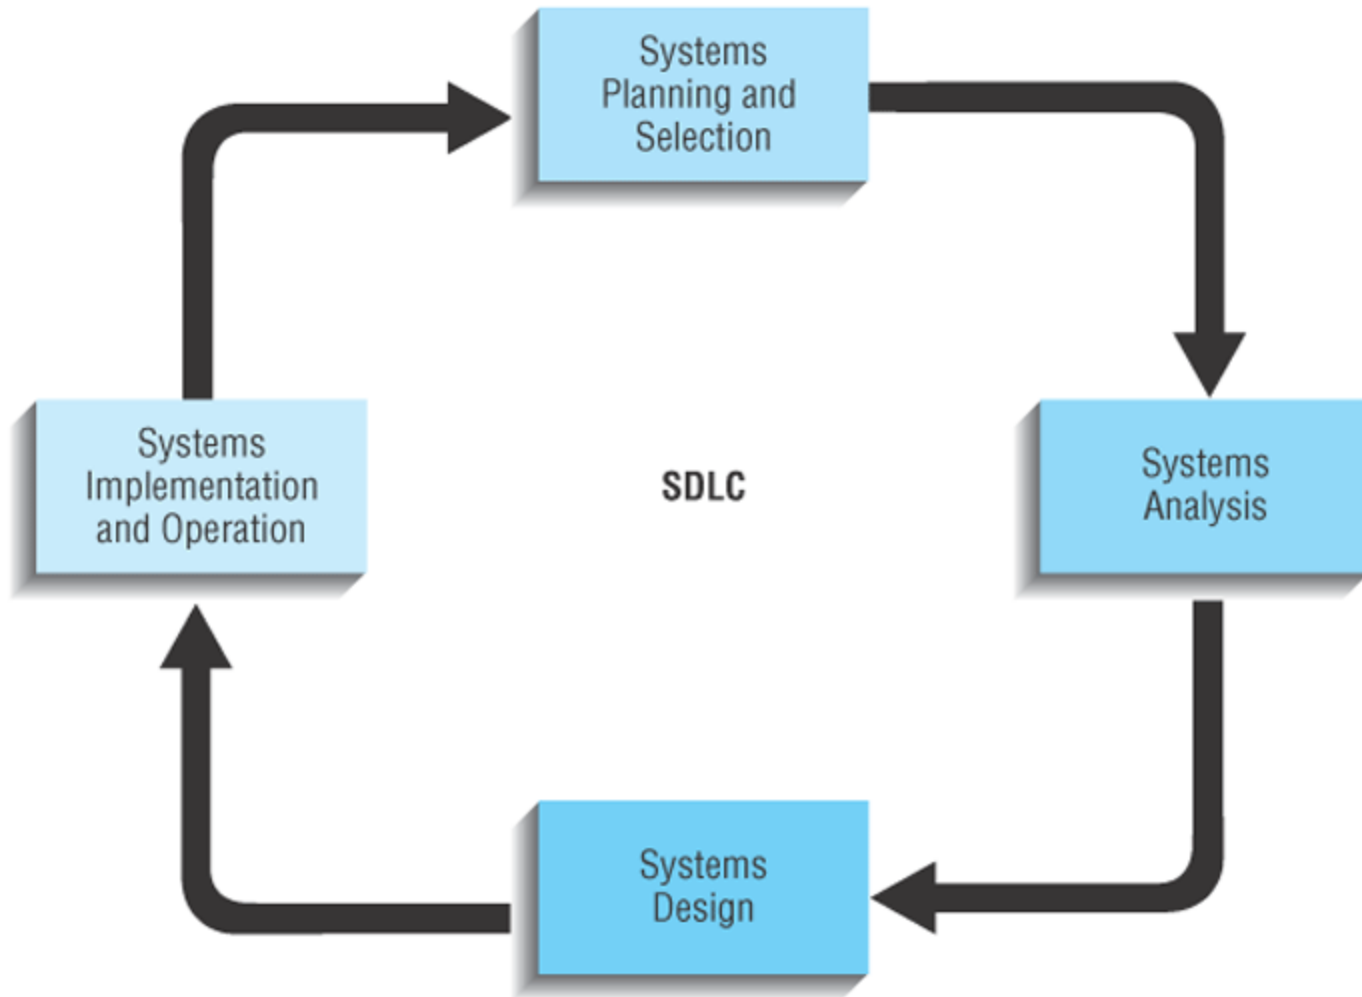 Systems
Planning and
Selection
Systems
Implementation
and Operation
SDLC
Systems
Analysis
Systems
Design